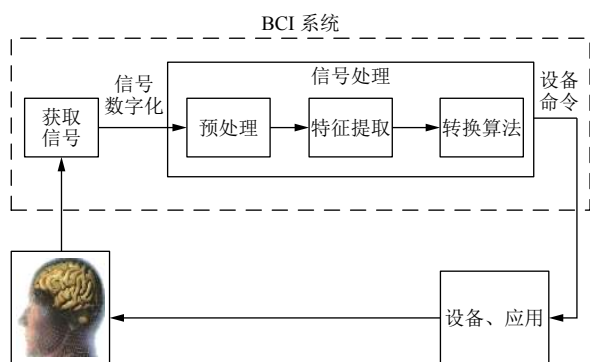 BCI 系统
信号处理
信号
数字化
设备
命令
获取
信号
预处理
特征提取
转换算法
设备、应用